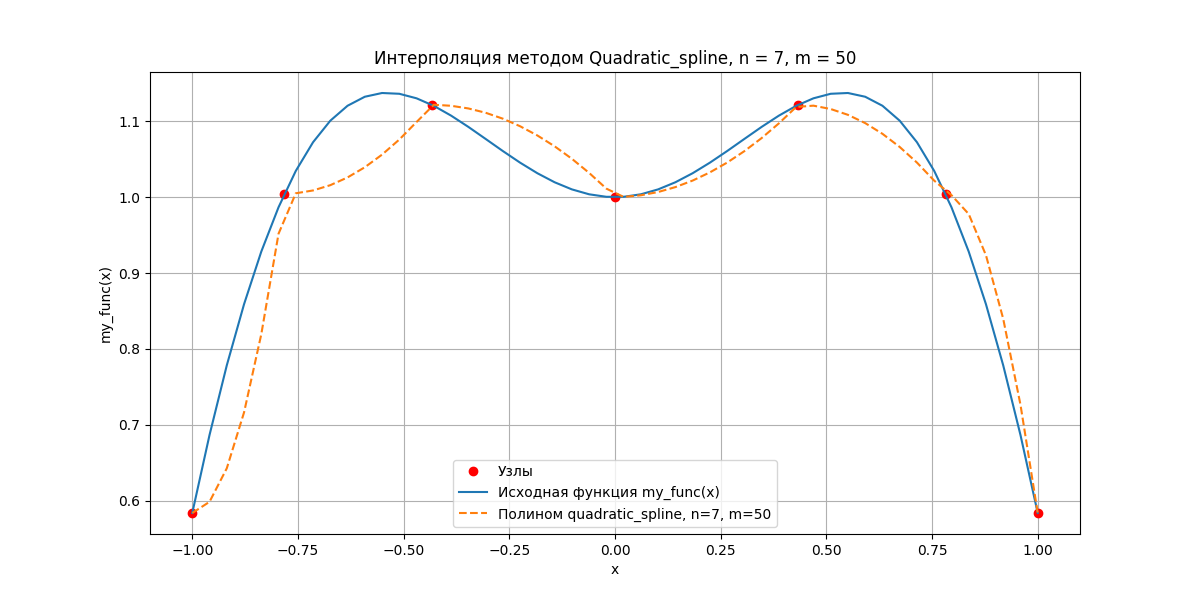 Интерполяция методом Quadratic_spline, n = 7, m = 50
my_func(x)
1.1
1.0
0.9
0.8
0.7
0.6
Узлы
Исходная функция my_func(x)
Полином quadratic_spline, n=7, m=50
−1.00
−0.75
−0.50
−0.25
0.00
0.25
0.50
0.75
1.00
x